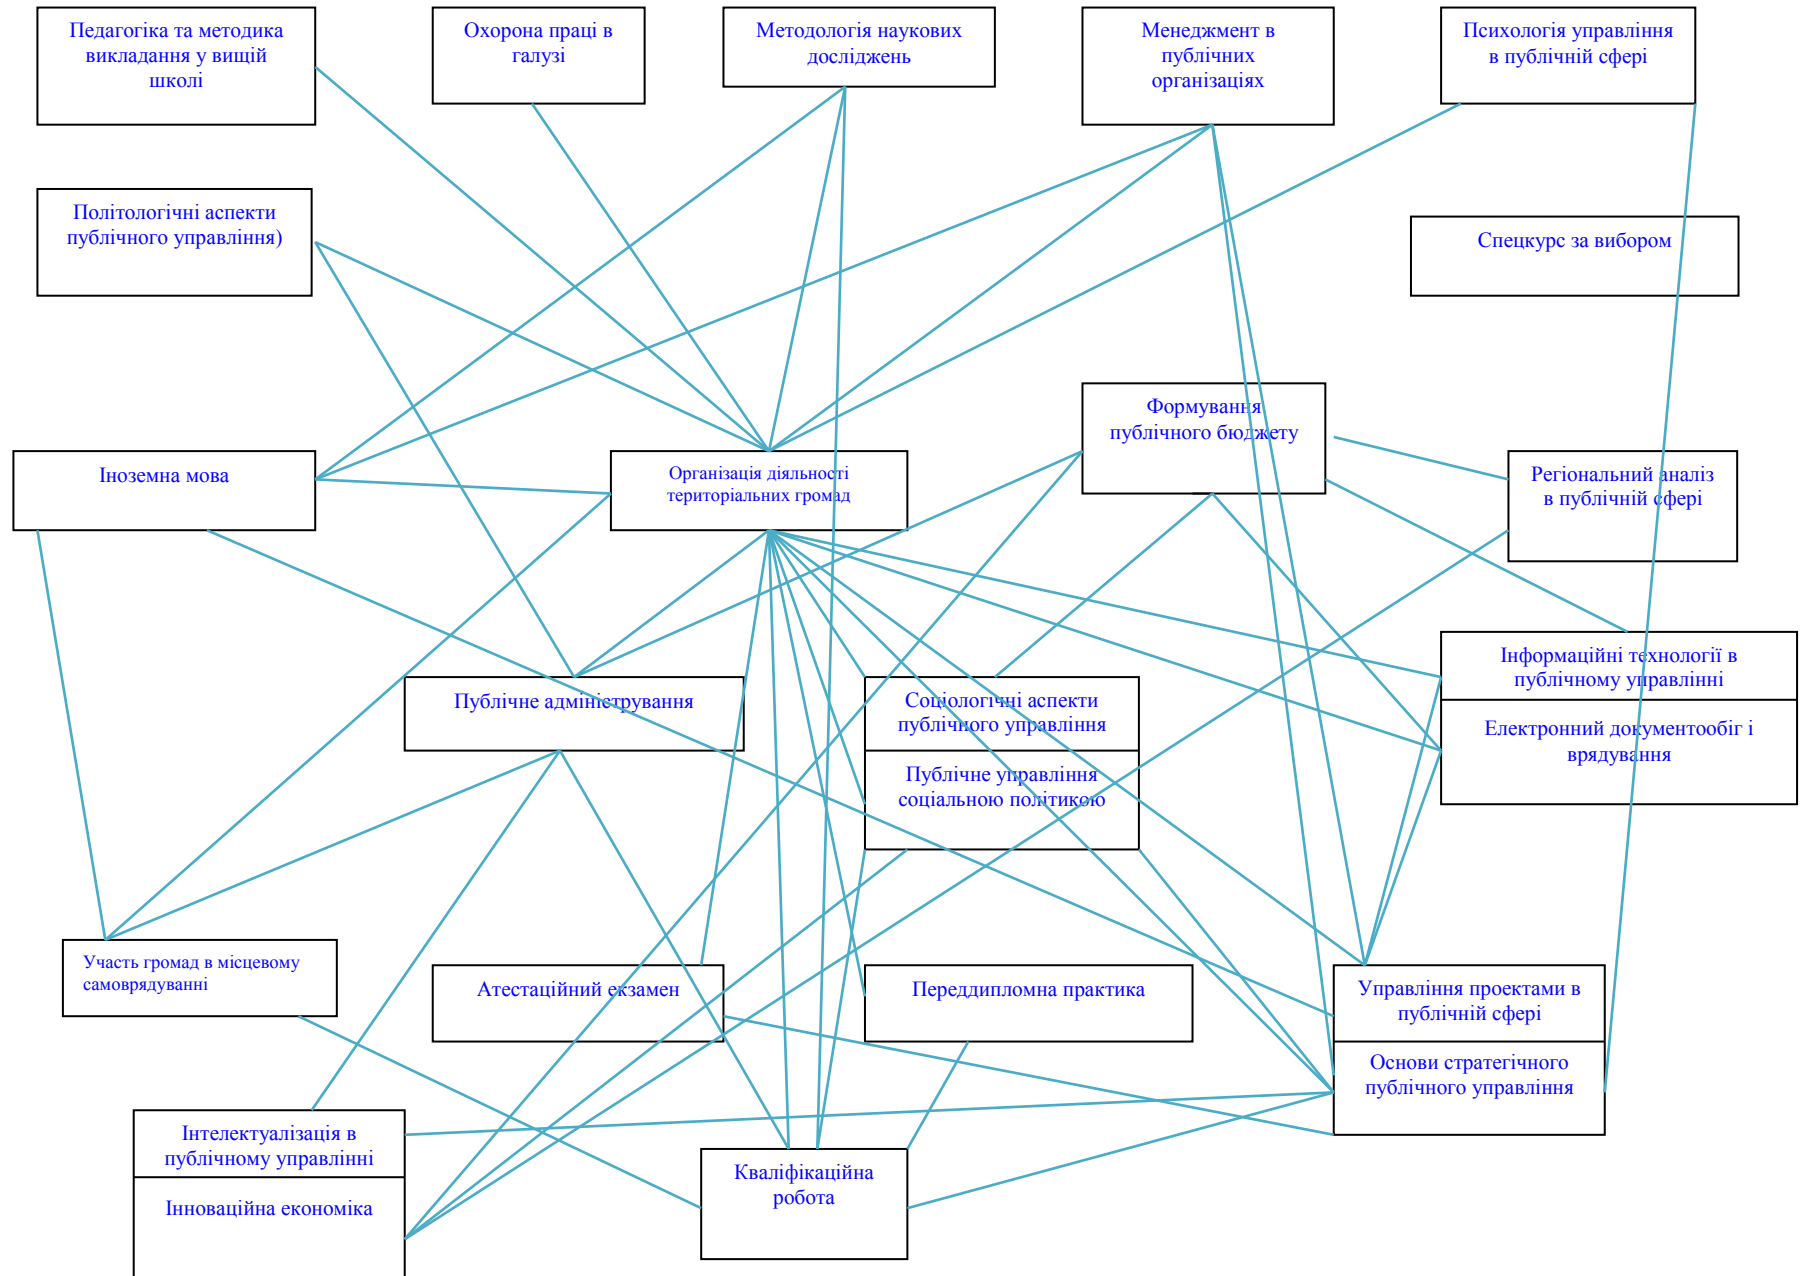 Педагогіка та методика
викладання у вищій
школі
Охорона праці в
галузі
Методологія наукових
досліджень
Менеджмент в
публічних
організаціях
Психологія управління
в публічній сфері
Політологічні аспекти
публічного управління)
Спецкурс за вибором
Іноземна мова
Організація діяльності
територіальних громад
Формування
публічного бюджету
Регіональний аналіз
в публічній сфері
Публічне адміністрування
Соціологічні аспекти
публічного управління
Публічне управління
соціальною політикою
Інформаційні технології в
публічному управлінні
Електронний документообіг і
врядування
Участь громад в місцевому
самоврядуванні
Атестаційний екзамен
Переддипломна практика
Управління проектами в
публічній сфері
Основи стратегічного
публічного управління
Інтелектуалізація в
публічному управлінні
Інноваційна економіка
Кваліфікаційна
робота